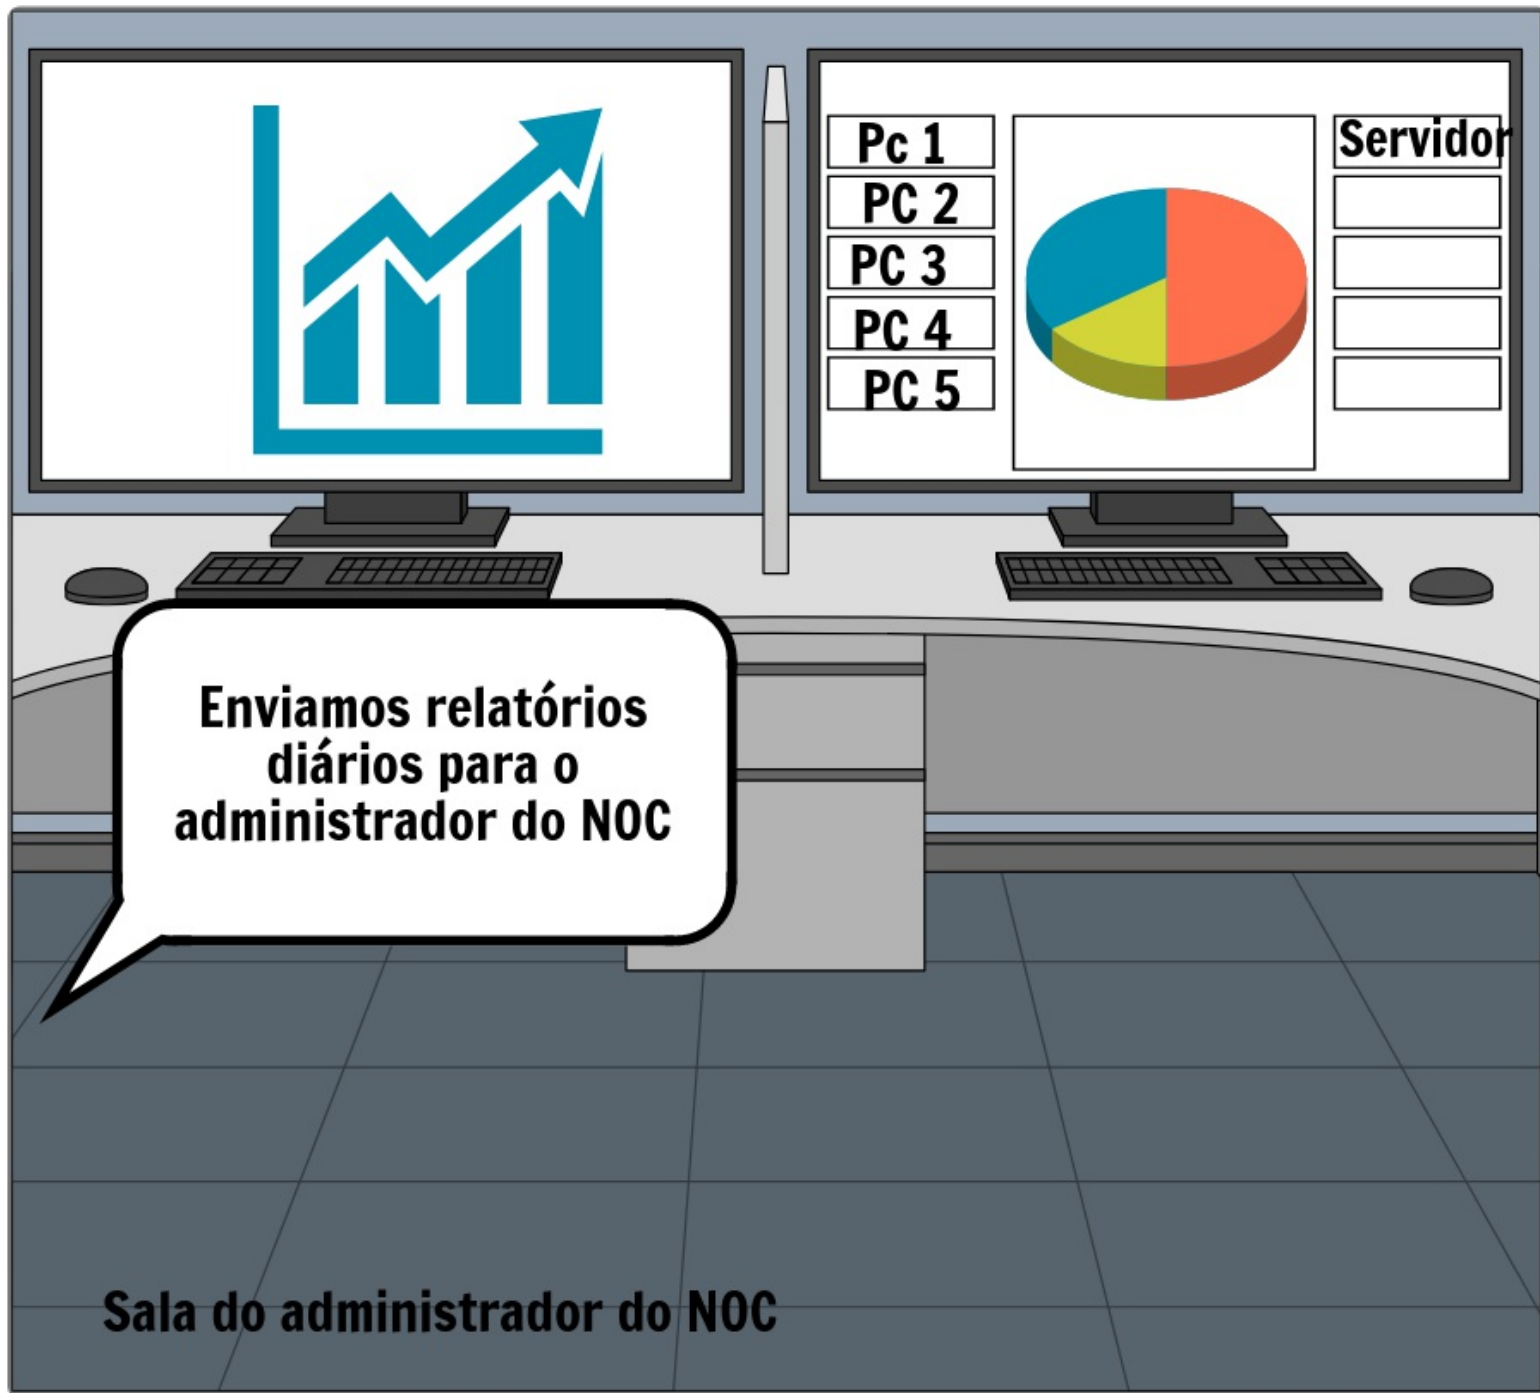 Pc 1
PC 2
PC 3
PC 4
PC 5
Servidor
Enviamos relatórios
diários para o
administrador do NOC
Sala do administrador do NOC